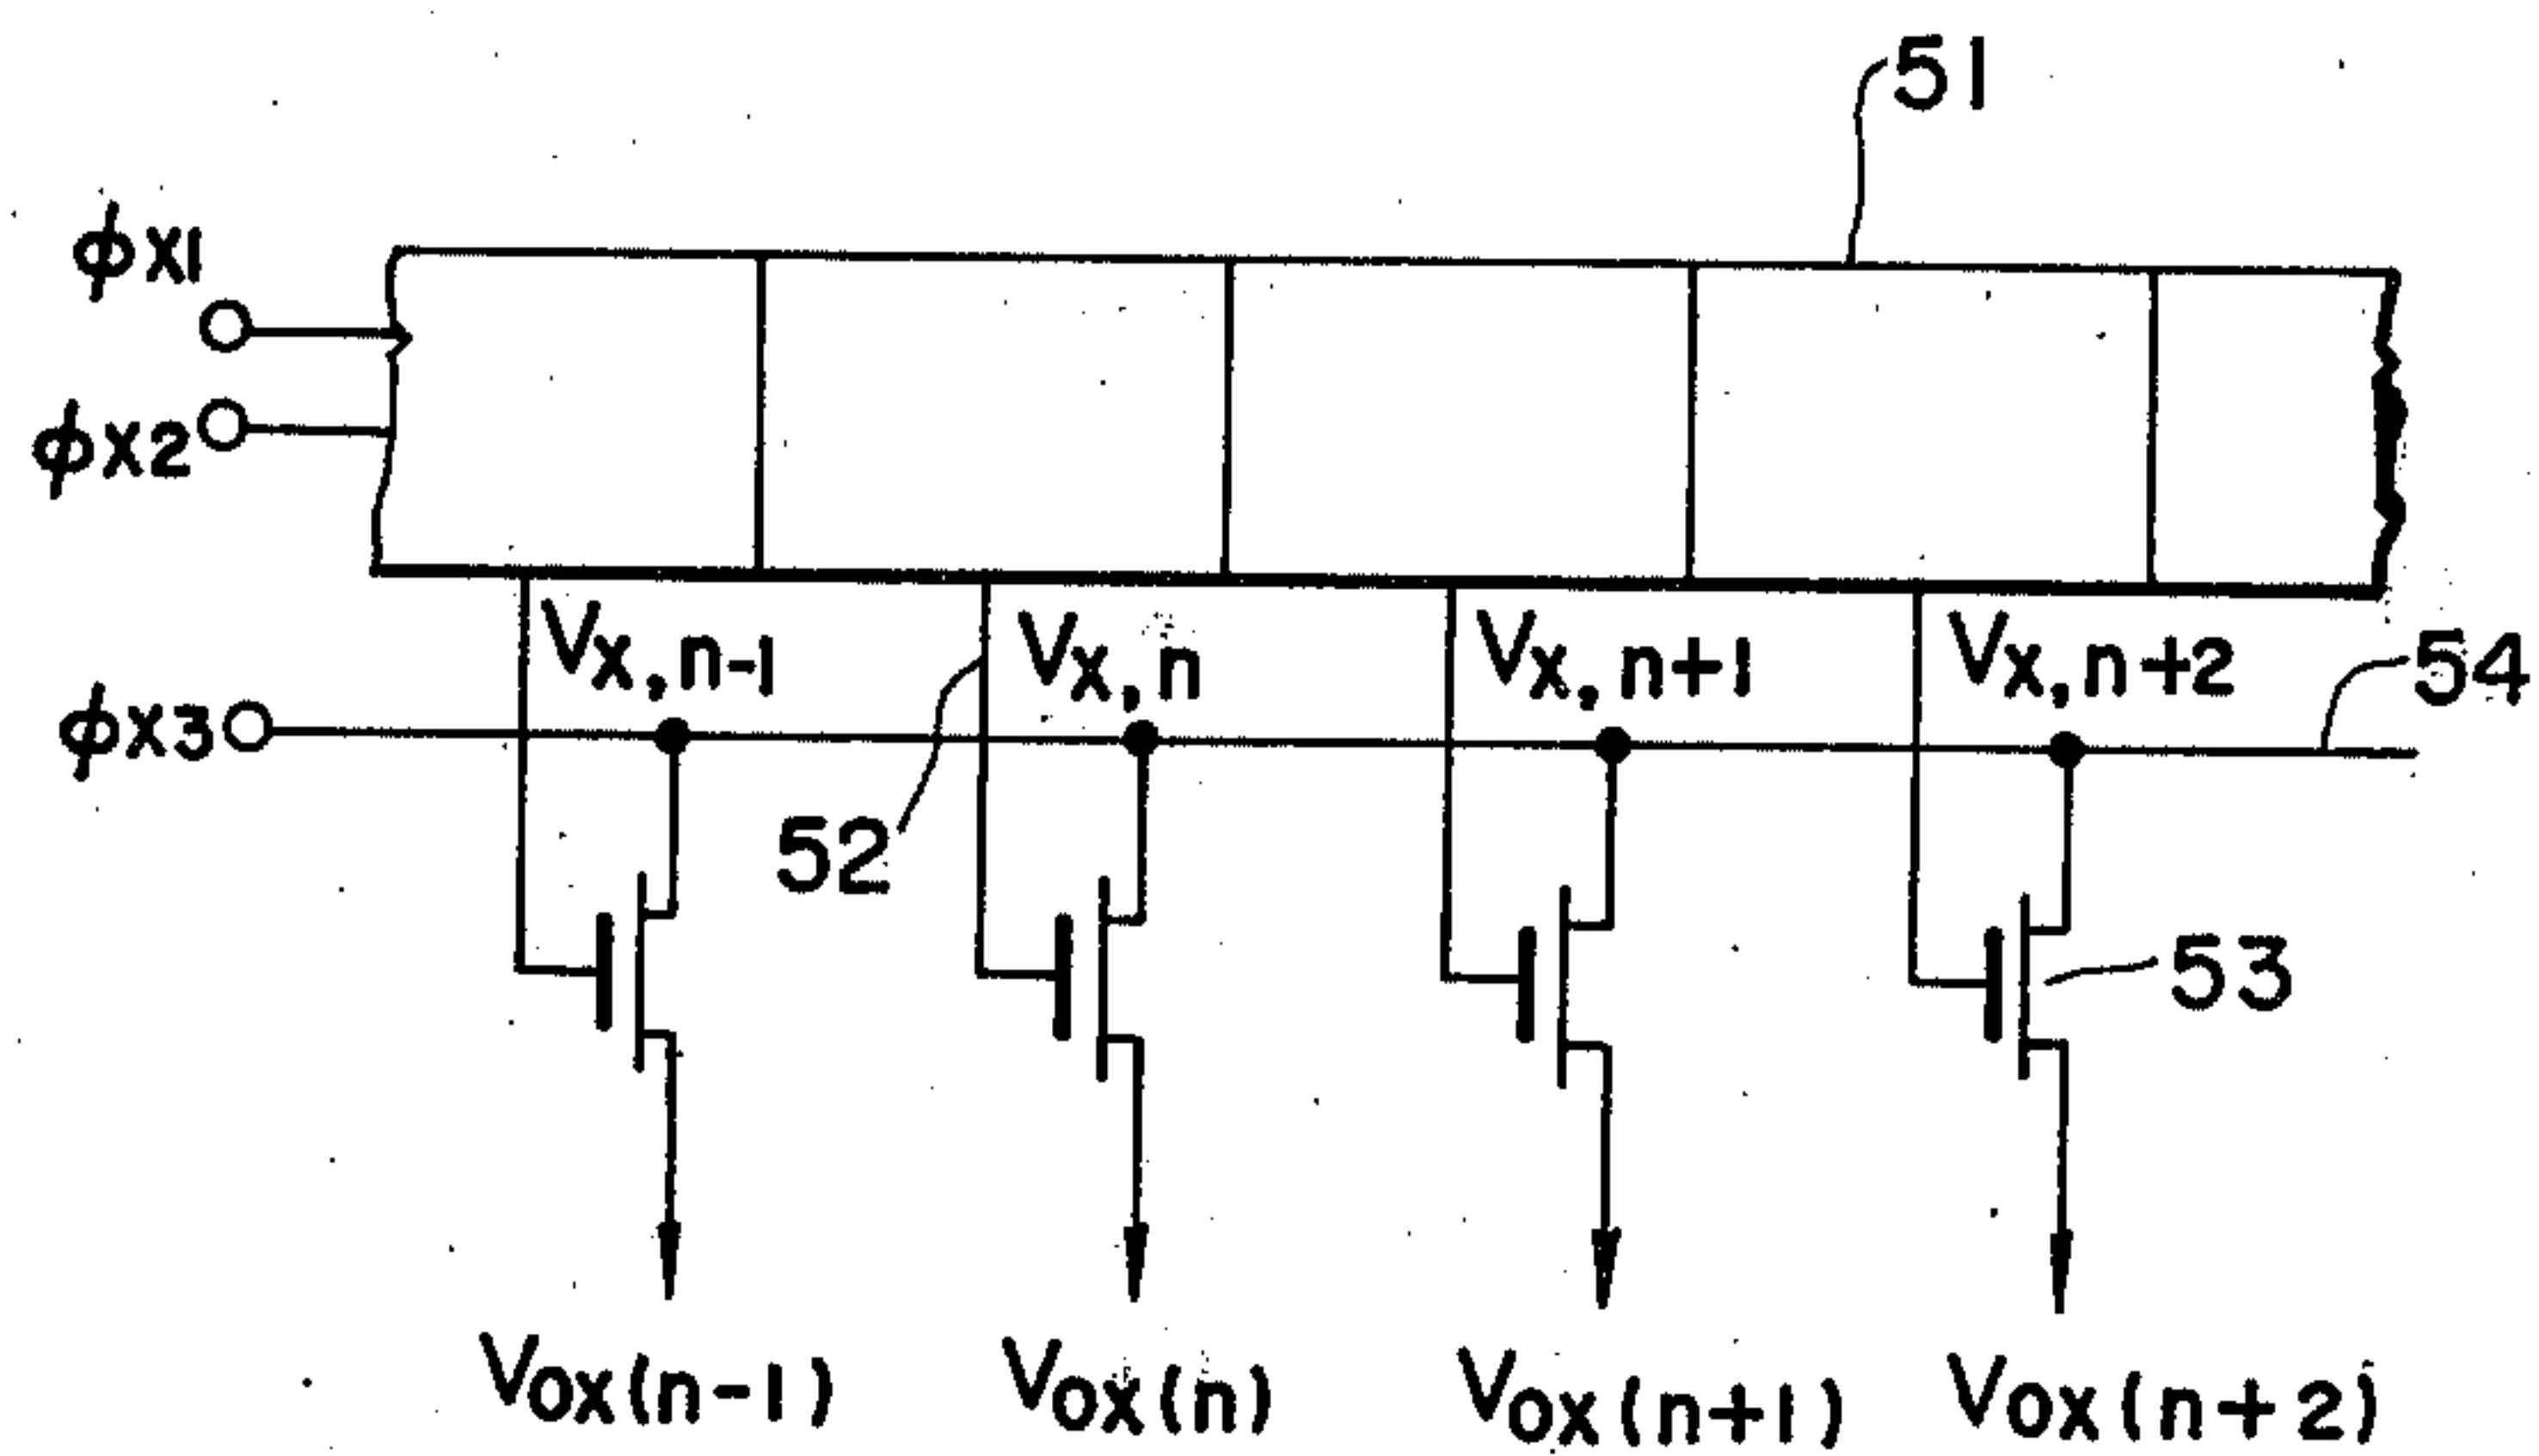 51
ϕX1
ϕX2
VX,n-1 VX,n VX,n+1 VX,n+2
54
ϕX3
52
53
VOX(n-1) VOX(n) VOX(n+1) VOX(n+2)